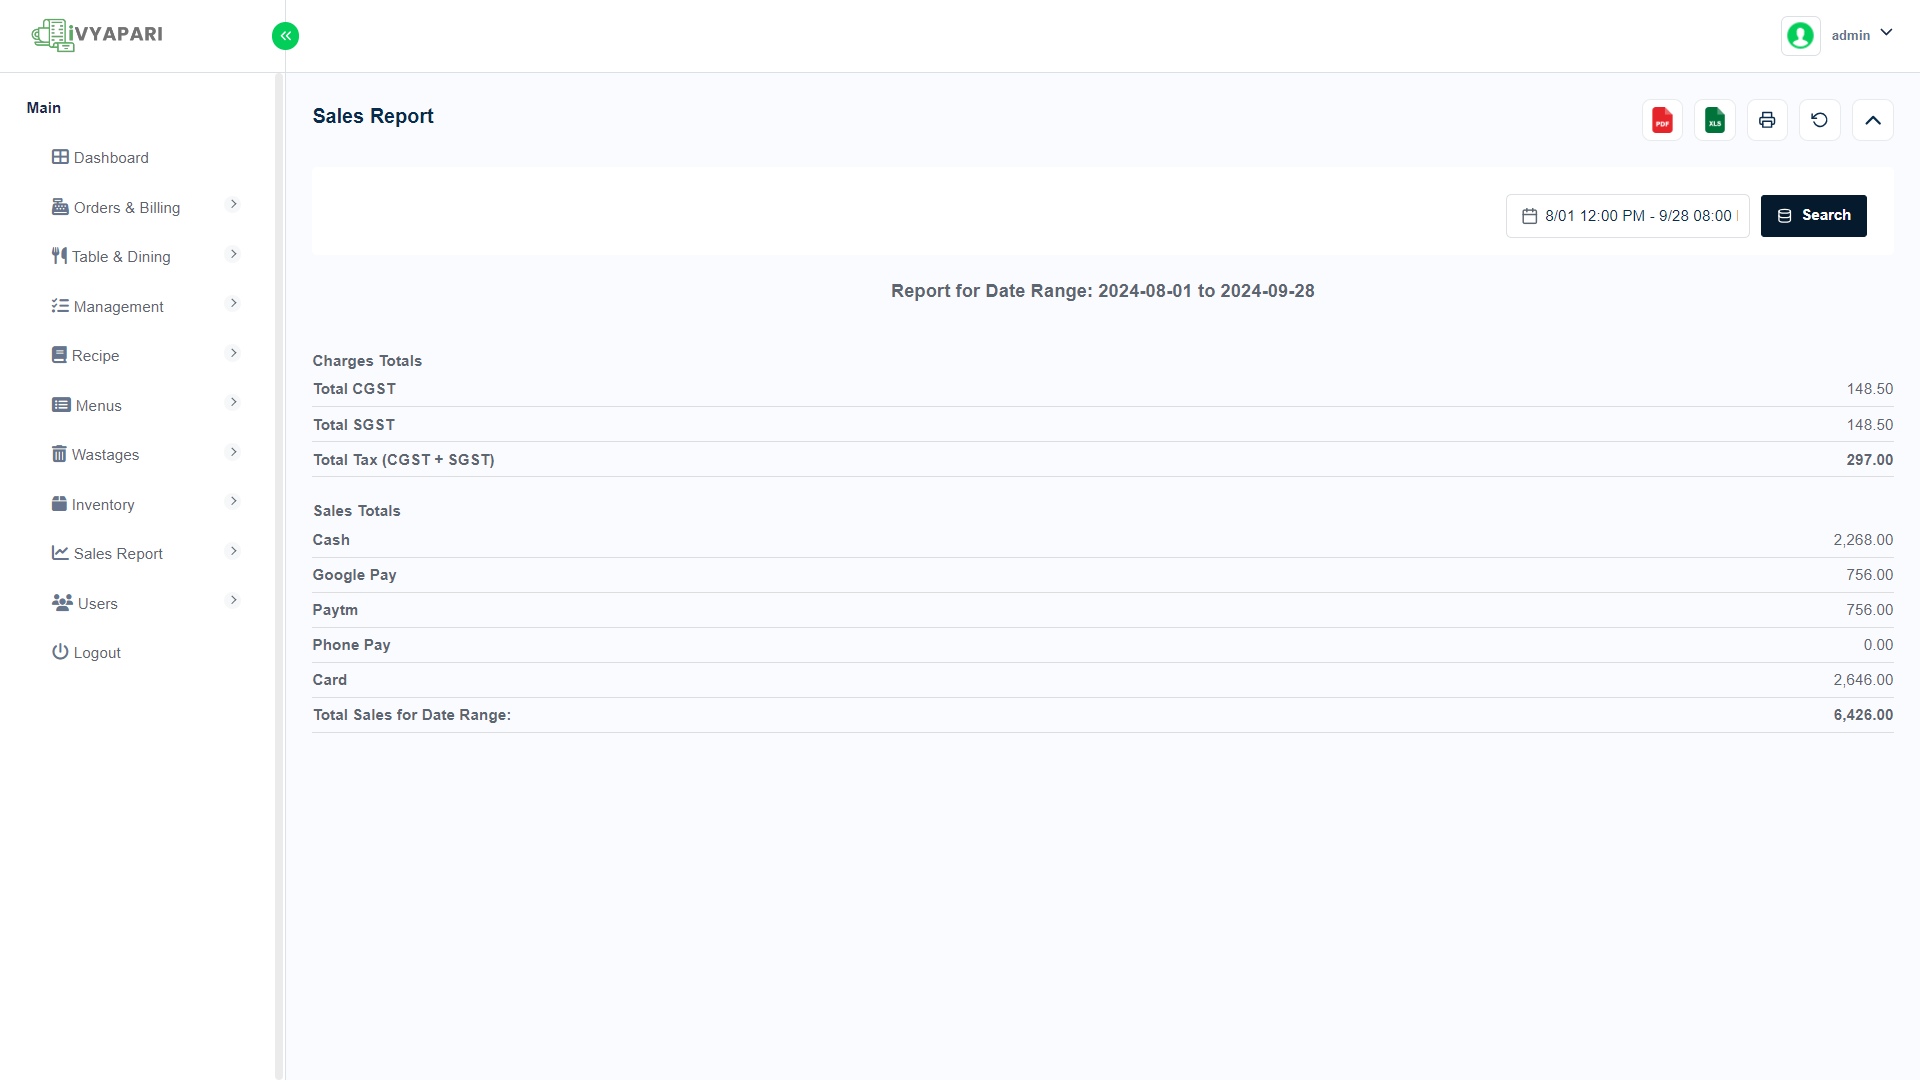 iVYAPARI
admin
Main
Dashboard
Orders & Billing
Table & Dining
Management
Recipe
Menus
Wastages
Inventory
Sales Report
Users
Logout
Sales Report
PDF
XLS
8/01 12:00 PM - 9/28 08:00
Search
Report for Date Range: 2024-08-01 to 2024-09-28
Charges Totals
Total CGST 148.50
Total SGST 148.50
Total Tax (CGST + SGST) 297.00
Sales Totals
Cash 2,268.00
Google Pay 756.00
Paytm 756.00
Phone Pay 0.00
Card 2,646.00
Total Sales for Date Range: 6,426.00